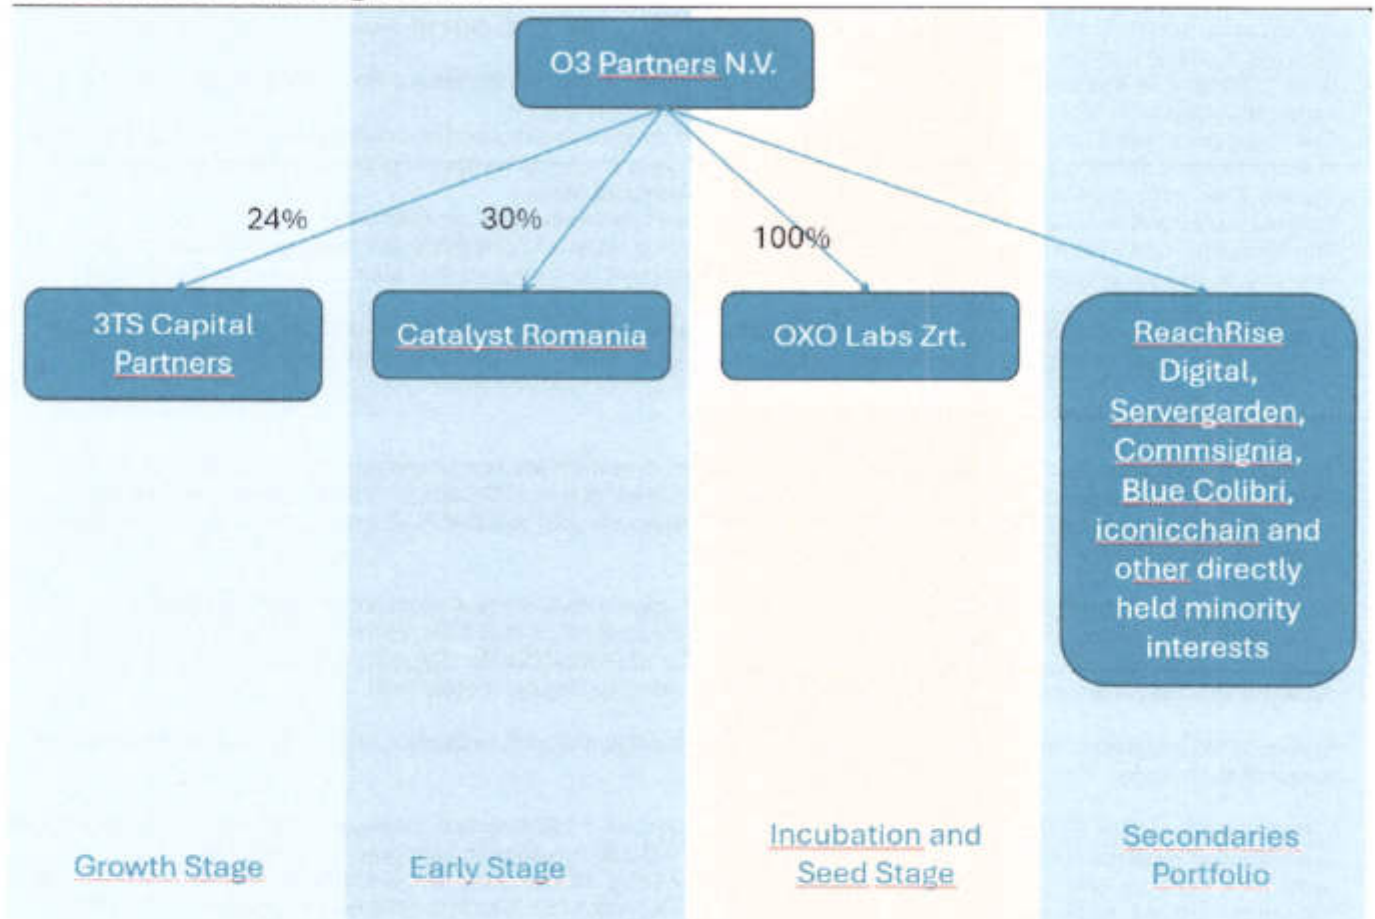 O3 Partners N.V.
24%
30%
100%
3TS Capital
Partners
Catalyst Romania
OXO Labs Zrt.
ReachRise
Digital,
Servergarden,
Commsignia,
Blue Colibri,
iconicchain and
other directly
held minority
interests
Growth Stage
Early Stage
Incubation and
Seed Stage
Secondaries
Portfolio